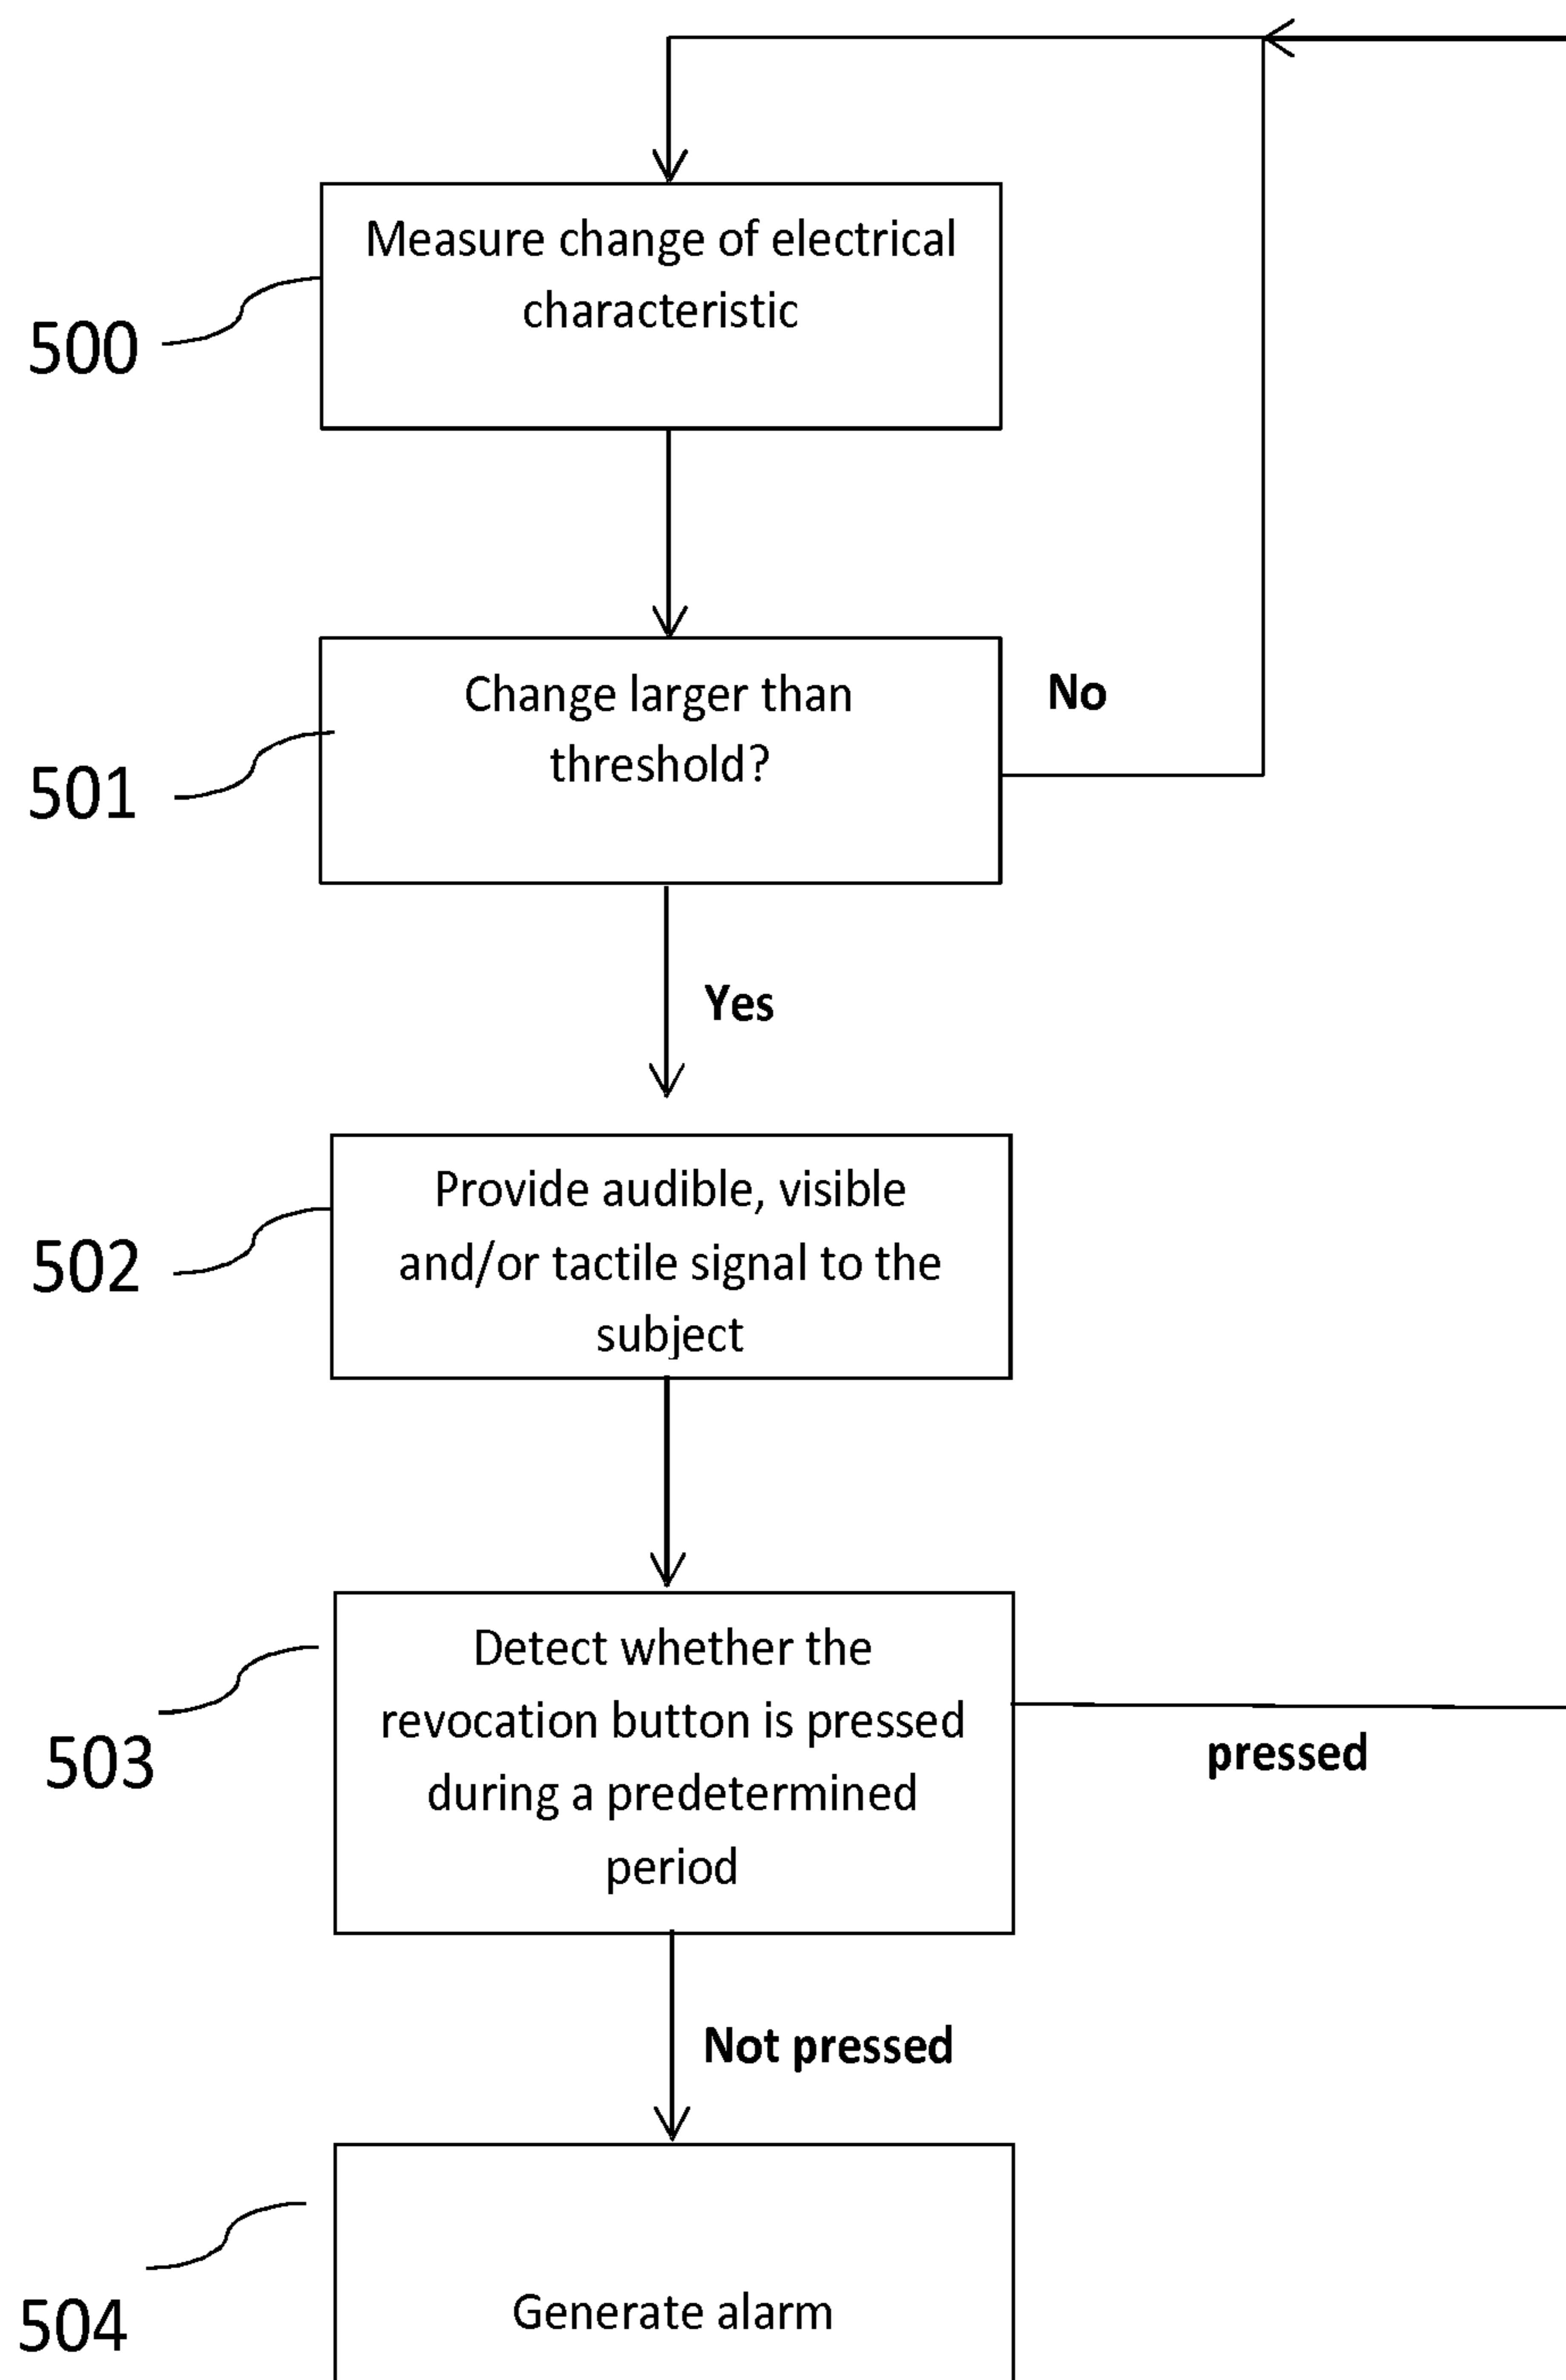 Measure change of electrical
characteristic
500
Change larger than
threshold?
No
501
Yes
Provide audible, visible
and/or tactile signal to the
subject
502
Detect whether the
revocation button is pressed
during a predetermined
period
503
pressed
Not pressed
Generate alarm
504